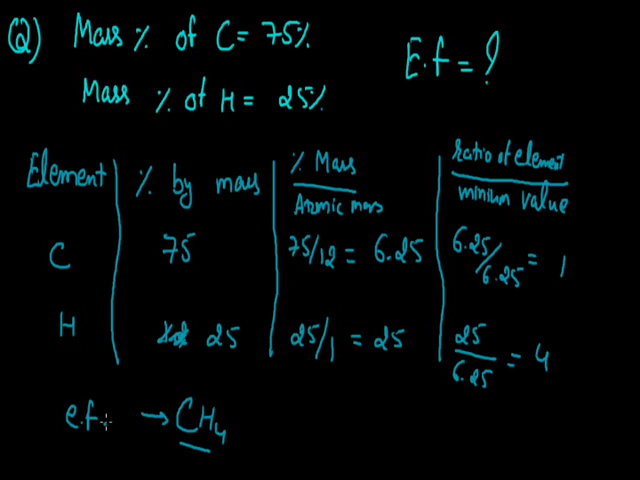 Q) Mass % of C = 75%
E.f = ?
Mass % of H = 25%
Element | % by mass | % Mass / Atomic mass | Ratio of element / minimum value
C | 75 | 75/12 = 6.25 | 6.25/6.25 = 1
H | 25 | 25/1 = 25 | 25/6.25 = 4
e.f. → CH4